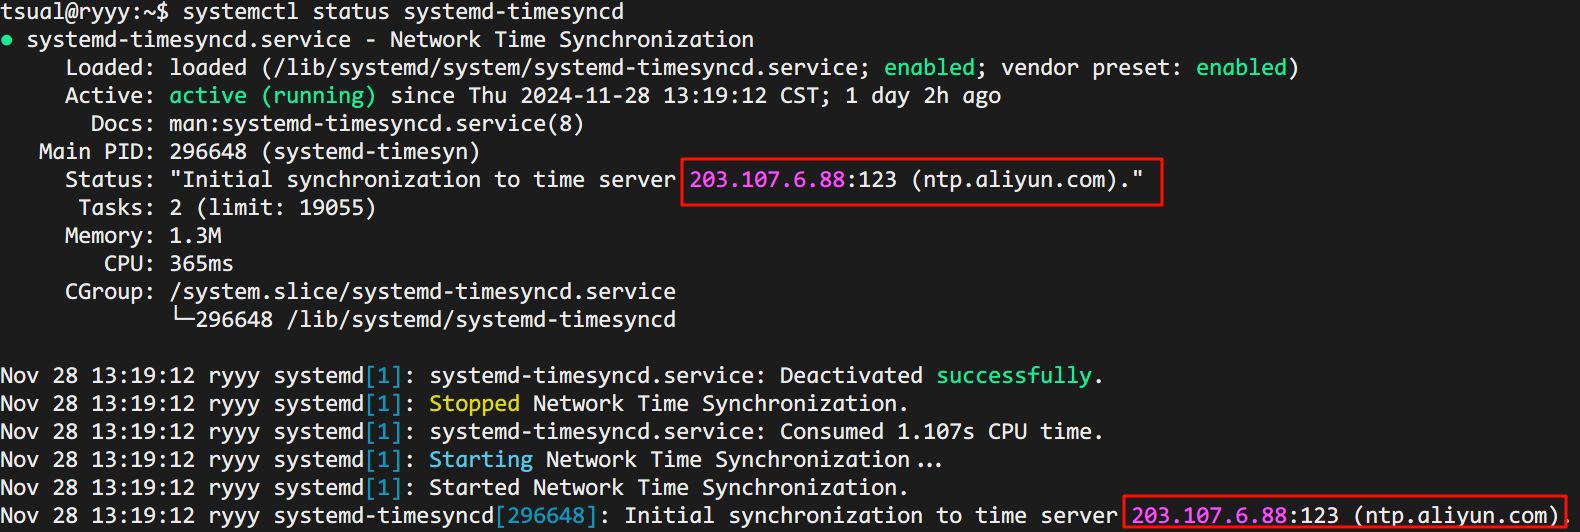 tsual@ryyy:~$ systemctl status systemd-timesyncd
● systemd-timesyncd.service - Network Time Synchronization
Loaded: loaded (/lib/systemd/system/systemd-timesyncd.service; enabled; vendor preset: enabled)
Active: active (running) since Thu 2024-11-28 13:19:12 CST; 1 day 2h ago
Docs: man:systemd-timesyncd.service(8)
Main PID: 296648 (systemd-timesyn)
Status: "Initial synchronization to time server 203.107.6.88:123 (ntp.aliyun.com)."
Tasks: 2 (limit: 19055)
Memory: 1.3M
CPU: 365ms
CGroup: /system.slice/systemd-timesyncd.service
└─296648 /lib/systemd/systemd-timesyncd
Nov 28 13:19:12 ryyy systemd[1]: systemd-timesyncd.service: Deactivated successfully.
Nov 28 13:19:12 ryyy systemd[1]: Stopped Network Time Synchronization.
Nov 28 13:19:12 ryyy systemd[1]: systemd-timesyncd.service: Consumed 1.107s CPU time.
Nov 28 13:19:12 ryyy systemd[1]: Starting Network Time Synchronization...
Nov 28 13:19:12 ryyy systemd[1]: Started Network Time Synchronization.
Nov 28 13:19:12 ryyy systemd-timesyncd[296648]: Initial synchronization to time server 203.107.6.88:123 (ntp.aliyun.com).